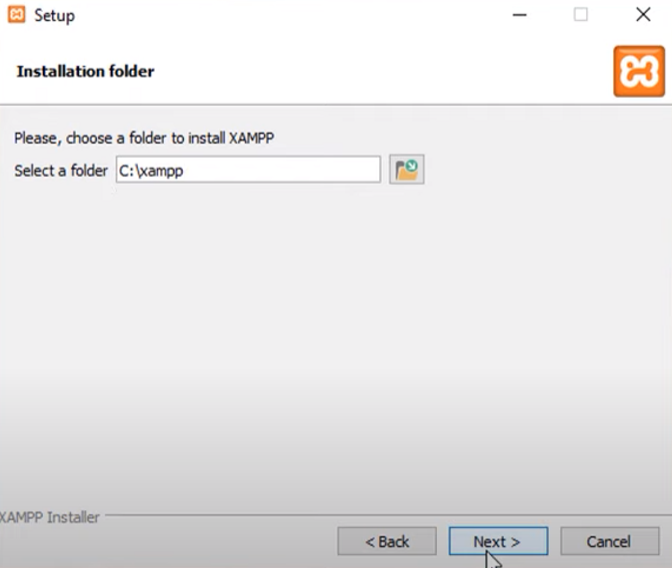 Setup
Installation folder
Please, choose a folder to install XAMPP
Select a folder C:\xampp
XAMPP Installer
< Back Next > Cancel